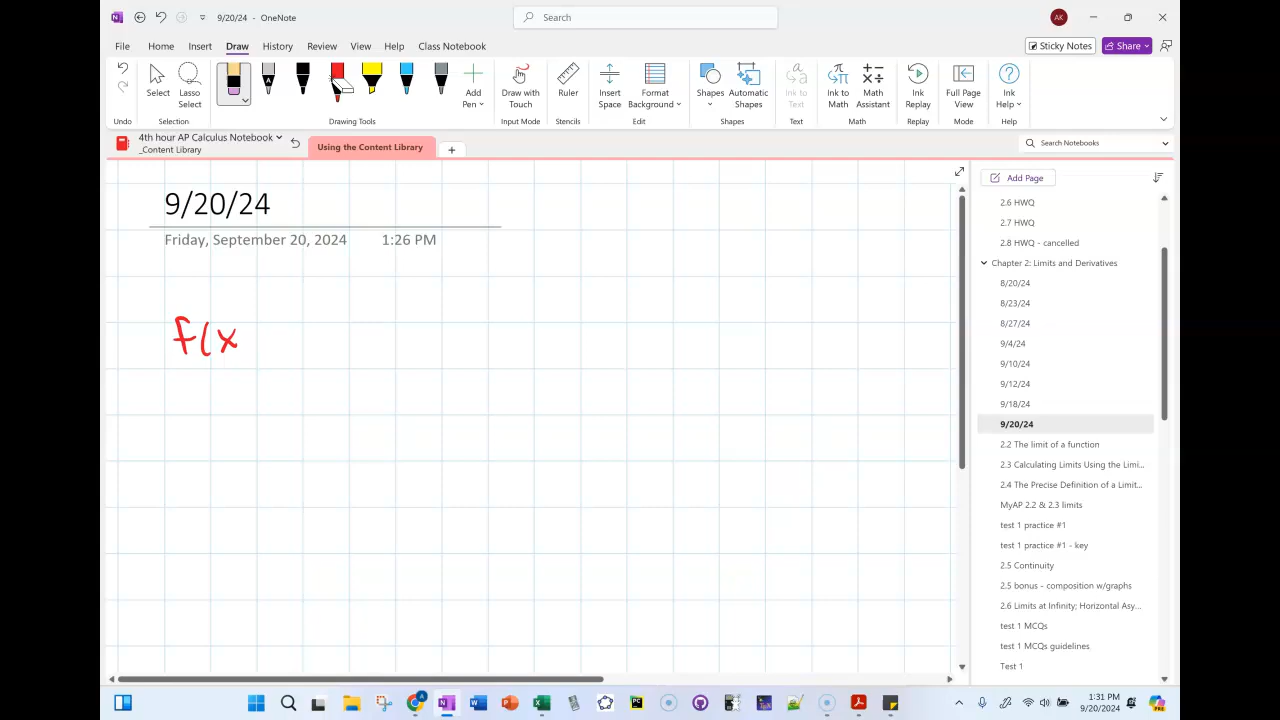 9/20/24 - OneNote
Search
AK
File Home Insert Draw History Review View Help Class Notebook
Sticky Notes
Share
Undo
Select
Lasso Select
Selection
Drawing Tools
Add Pen
Draw with Touch
Input Mode
Ruler
Stencils
Insert Space
Format Background
Edit
Shapes
Automatic Shapes
Shapes
Ink to Text
Text
Ink to Math
Math Assistant
Math
Ink Replay
Replay
Full Page View
Mode
Ink Help
Help
4th hour AP Calculus Notebook
_Content Library
Using the Content Library
Search Notebooks
9/20/24
Friday, September 20, 2024 1:26 PM
f(x
Add Page
2.6 HWQ
2.7 HWQ
2.8 HWQ - cancelled
Chapter 2: Limits and Derivatives
8/20/24
8/23/24
8/27/24
9/4/24
9/10/24
9/12/24
9/18/24
9/20/24
2.2 The limit of a function
2.3 Calculating Limits Using the Limi...
2.4 The Precise Definition of a Limit...
MyAP 2.2 & 2.3 limits
test 1 practice #1
test 1 practice #1 - key
2.5 Continuity
2.5 bonus - composition w/graphs
2.6 Limits at Infinity; Horizontal Asy...
test 1 MCQs
test 1 MCQs guidelines
Test 1
1:31 PM
9/20/2024